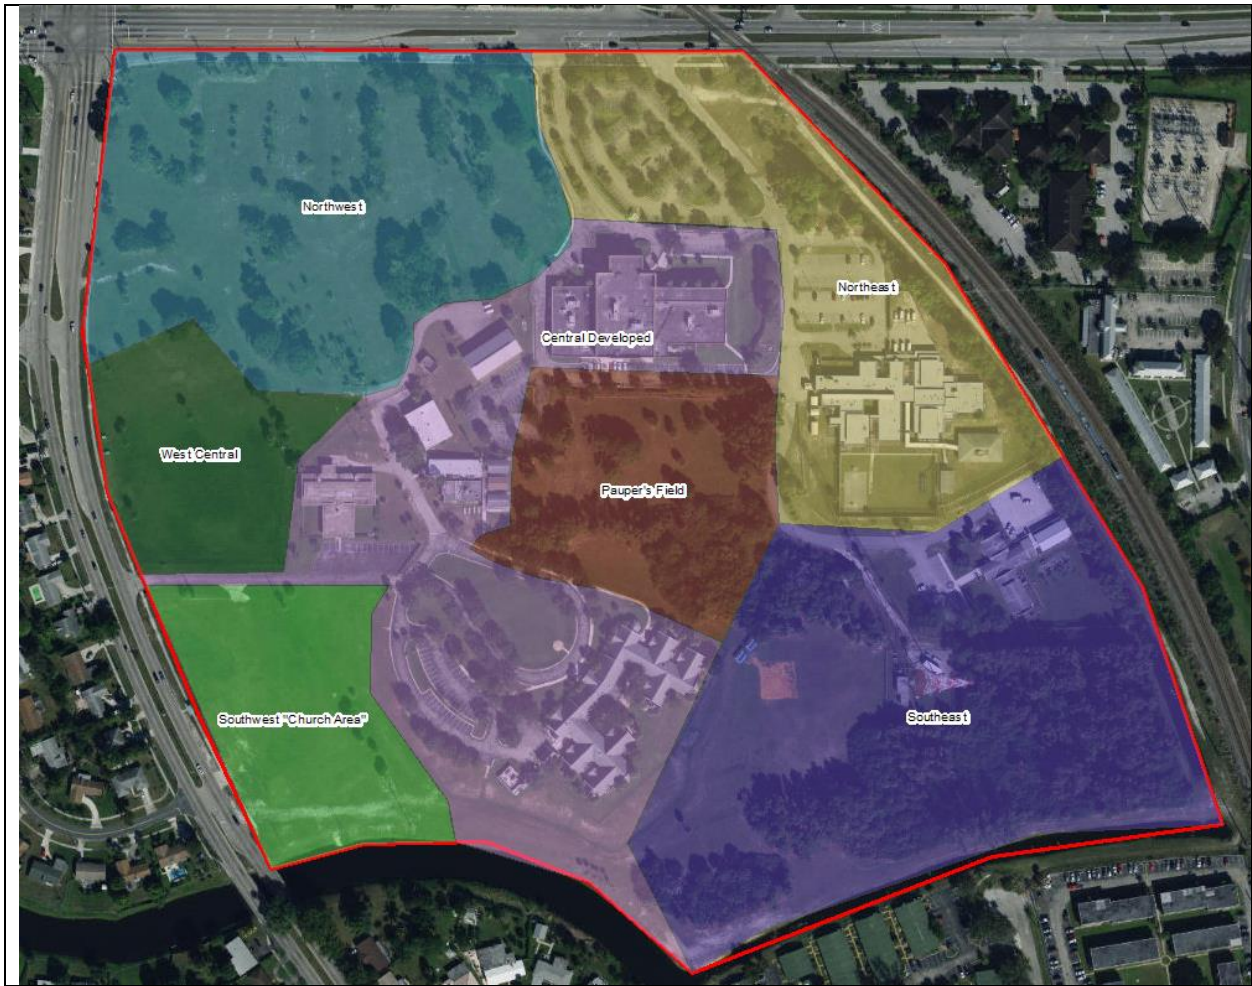 Northwest
Northeast
Central Developed
West Central
Pauper's Field
Southwest "Church Area"
Southeast